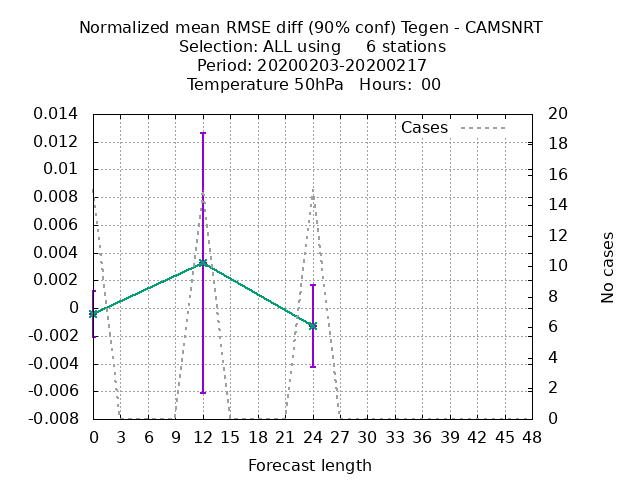 Normalized mean RMSE diff (90% conf) Tegen - CAMSNRT
Selection: ALL using     6 stations
Period: 20200203-20200217
Temperature 50hPa   Hours:  00
Cases
0.014
0.012
0.01
0.008
0.006
0.004
0.002
0
-0.002
-0.004
-0.006
-0.008
20
18
16
14
12
10
8
6
4
2
0
No cases
0 3 6 9 12 15 18 21 24 27 30 33 36 39 42 45 48
Forecast length